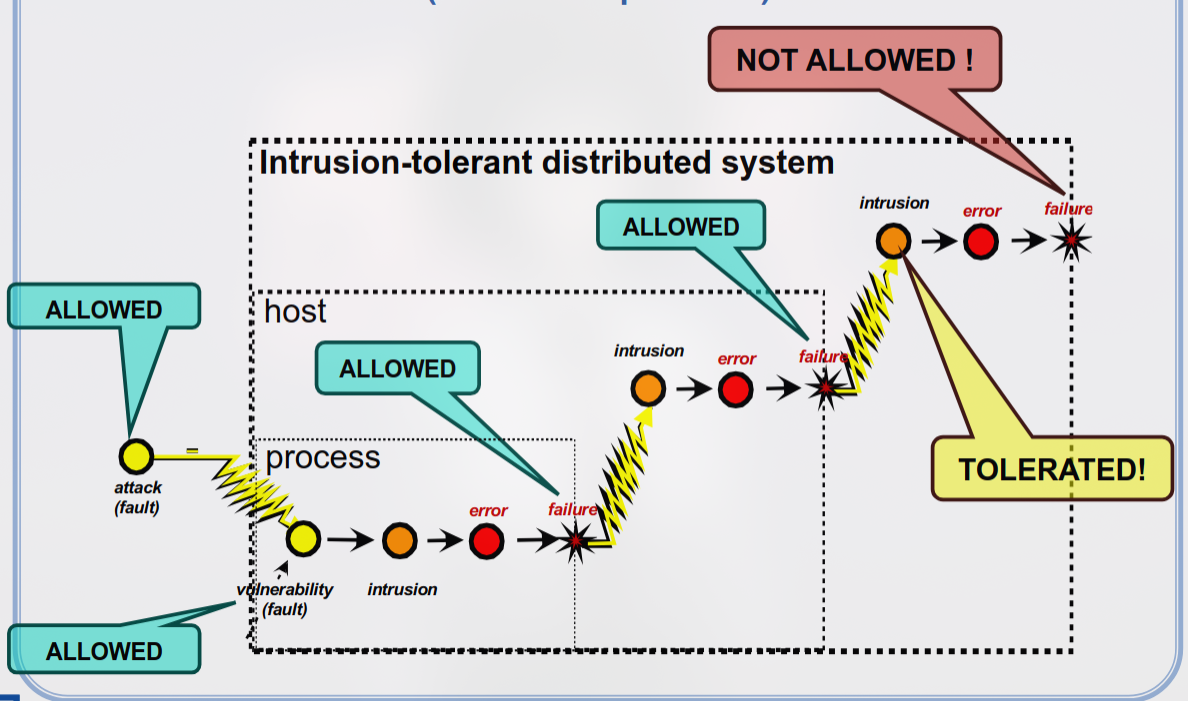 NOT ALLOWED !
Intrusion-tolerant distributed system
intrusion
error
failure
ALLOWED
ALLOWED
host
ALLOWED
intrusion
error
failure
TOLERATED!
process
attack
(fault)
error
failure
vulnerability
(fault)
intrusion
ALLOWED